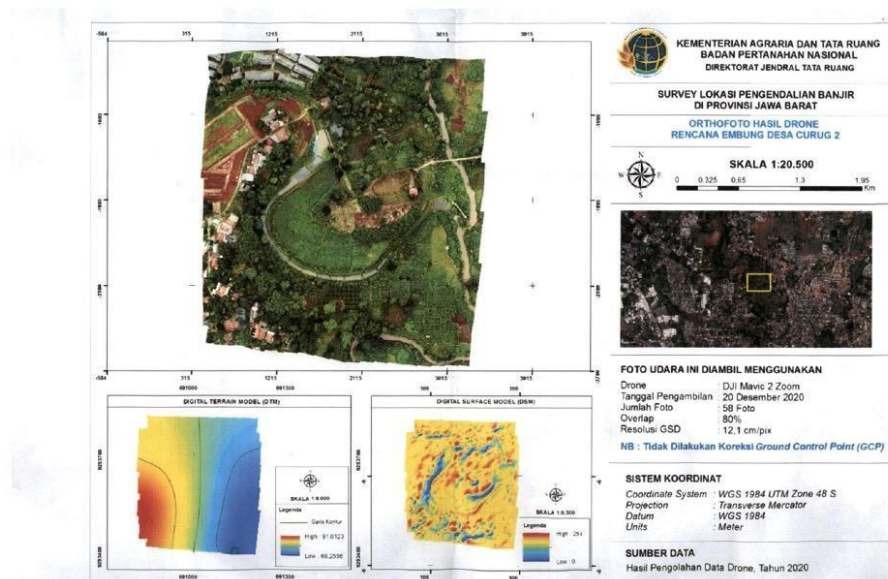 KEMENTERIAN AGRARIA DAN TATA RUANG
BADAN PERTANAHAN NASIONAL
DIREKTORAT JENDRAL TATA RUANG
SURVEY LOKASI PENGENDALIAN BANJIR
DI PROVINSI JAWA BARAT
ORTHOFOTO HASIL DRONE
RENCANA EMBUNG DESA CURUG 2
N
W E
S
SKALA 1:20.500
0 0.325 0.65 1.3 1.95
Km
-584 315 1215 2115 3015 3915
-584 315 1215 2115 3015 3915
FOTO UDARA INI DIAMBIL MENGGUNAKAN
Drone : DJI Mavic 2 Zoom
Tanggal Pengambilan : 20 Desember 2020
Jumlah Foto : 58 Foto
Overlap : 80%
Resolusi GSD : 12,1 cm/pix
NB : Tidak Dilakukan Koreksi Ground Control Point (GCP)
SISTEM KOORDINAT
Coordinate System : WGS 1984 UTM Zone 48 S
Projection : Transverse Mercator
Datum : WGS 1984
Units : Meter
SUMBER DATA
Hasil Pengolahan Data Drone, Tahun 2020
691000 691300
DIGITAL TERRAIN MODEL (DTM)
9293700
9293400
Legenda
Garis Kontur
High : 91.0123
691000 691300
DIGITAL SURFACE MODEL (DSM)
Legenda
High : 254
Low : 0